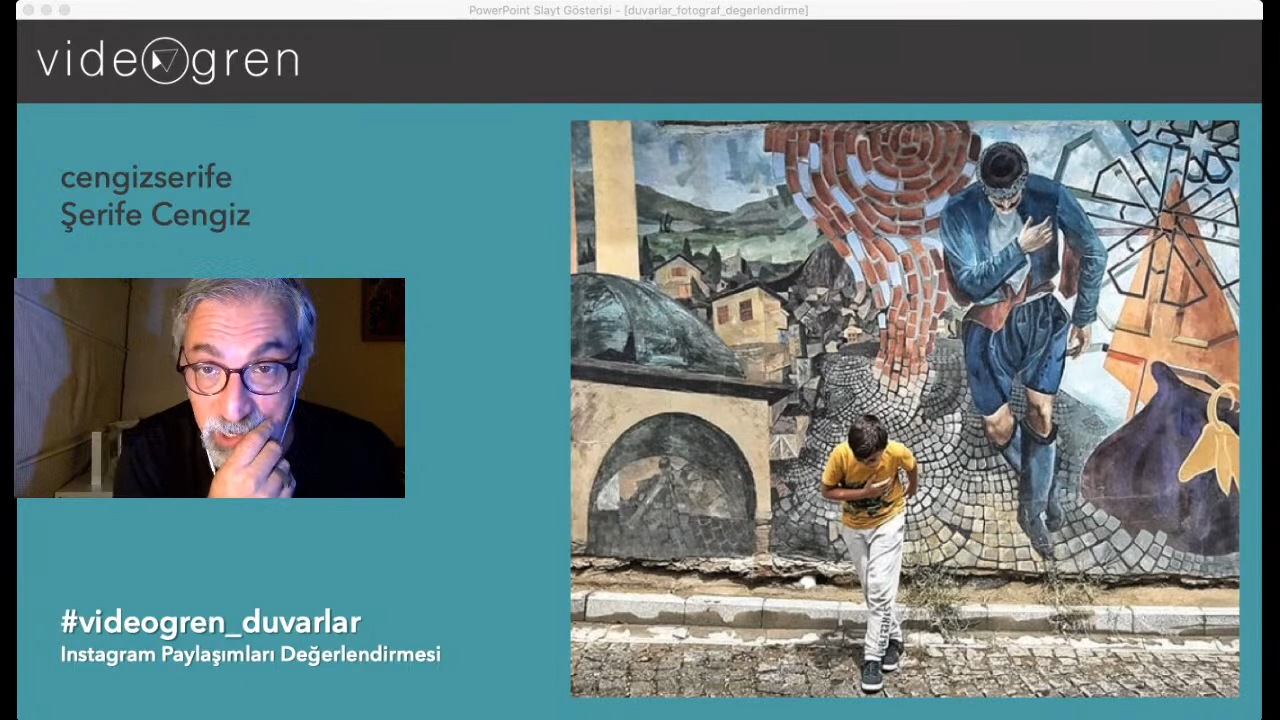 PowerPoint Slayt Gösterisi - [duvarlar_fotograf_degerlendirme]
videogren
cengizserife
Şerife Cengiz
#videogren_duvarlar
Instagram Paylaşımları Değerlendirmesi